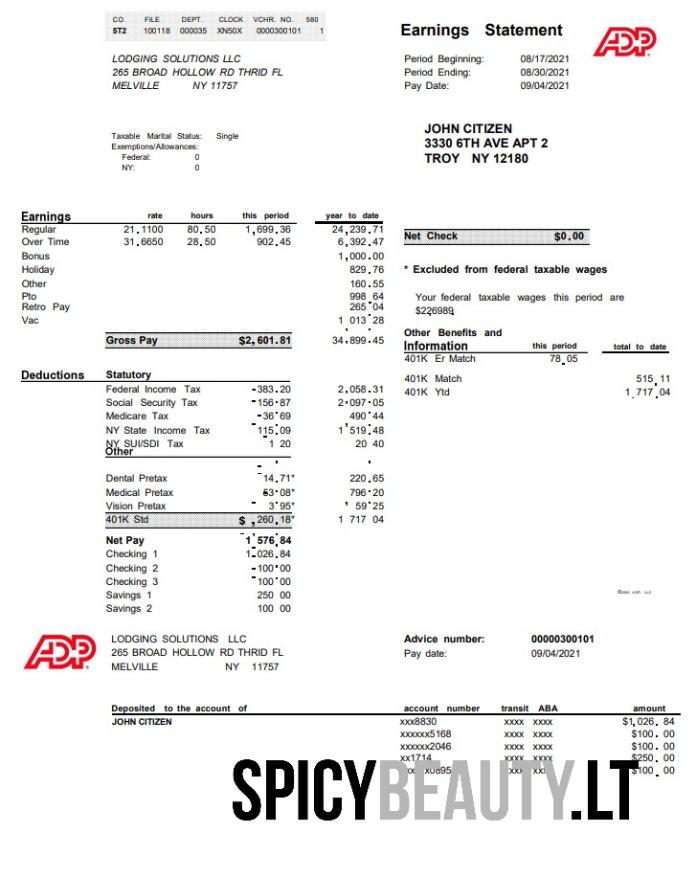 CO. FILE DEPT. CLOCK VCHR. NO. 580
5T2 100118 000035 XN50X 0000300101 1
Earnings Statement
ADP
LODGING SOLUTIONS LLC
265 BROAD HOLLOW RD THRID FL
MELVILLE NY 11757
Period Beginning: 08/17/2021
Period Ending: 08/30/2021
Pay Date: 09/04/2021
Taxable Marital Status: Single
Exemptions/Allowances:
Federal: 0
NY: 0
JOHN CITIZEN
3330 6TH AVE APT 2
TROY NY 12180
Earnings rate hours this period year to date
Regular 21.1100 80.50 1,699.36 24,239.71
Over Time 31.6650 28.50 902.45 6,392.47
Bonus 1,000.00
Holiday 829.76
Other 160.55
Pto 998 64
Retro Pay 265 04
Vac 1 013 28
Gross Pay $2,601.81 34,899.45
Net Check $0.00
* Excluded from federal taxable wages
Your federal taxable wages this period are
$226989
Other Benefits and
Information this period total to date
401K Er Match 78.05
401K Match 515.11
401K Ytd 1 717.04
Deductions Statutory
Federal Income Tax -383.20 2,058.31
Social Security Tax -156.87 2,097.05
Medicare Tax -36.69 490.44
NY State Income Tax -115.09 1,519.48
NY SUI/SDI Tax 1 20 20 40
Other
Dental Pretax 14.71* 220.65
Medical Pretax 63.08* 796.20
Vision Pretax 3.95* 59.25
401K Std $ 260.18* 1 717 04
Net Pay 1 576.84
Checking 1 1-026.84
Checking 2 -100.00
Checking 3 -100.00
Savings 1 250 00
Savings 2 100 00
ADP
LODGING SOLUTIONS LLC
265 BROAD HOLLOW RD THRID FL
MELVILLE NY 11757
Advice number: 00000300101
Pay date: 09/04/2021
Deposited to the account of account number transit ABA amount
JOHN CITIZEN xxx8830 xxxx xxxx $1,026.84
xxxxxx5168 xxxx xxxx $100.00
xxxxxx2046 xxxx xxxx $100.00
xx1714 xxxx xxxx $250.00
$100.00
SPICYBEAUTY.LT